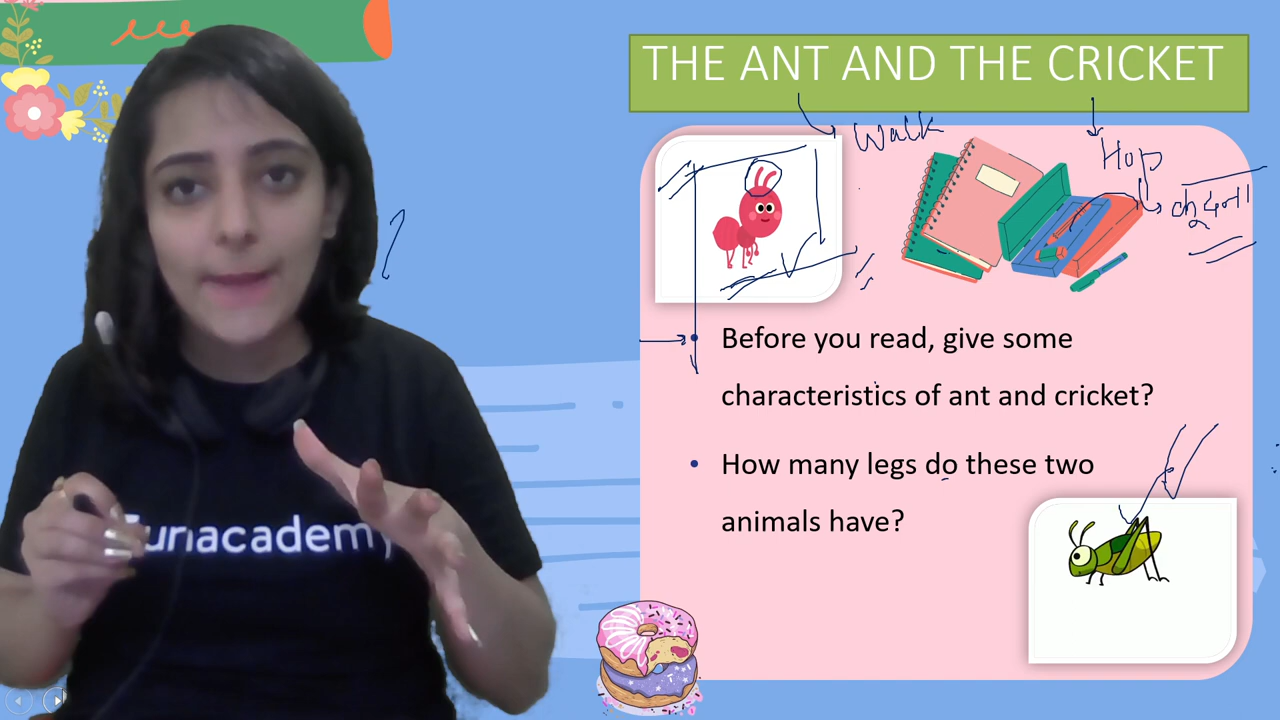 THE ANT AND THE CRICKET
Walk
Hop
unacademy
Before you read, give some
characteristics of ant and cricket?
How many legs do these two
animals have?